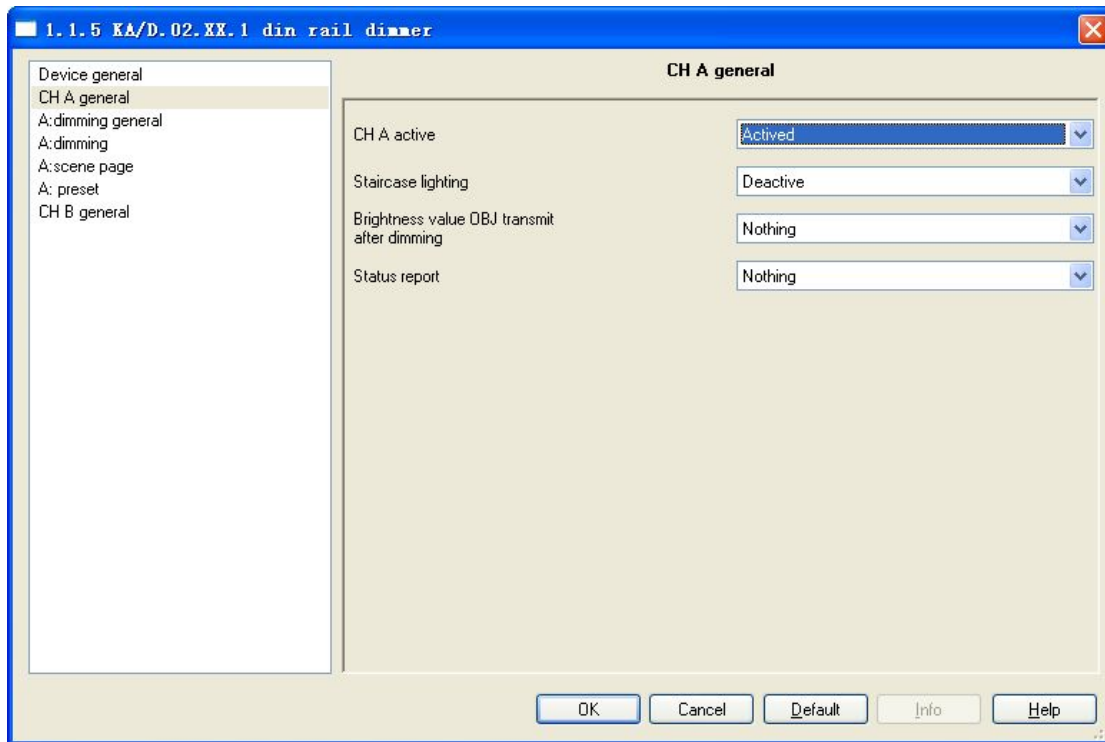 1.1.5 KA/D.02.XX.1 din rail dimmer
Device general
CH A general
A:dimming general
A:dimming
A:scene page
A: preset
CH B general
CH A general
CH A active
Actived
Staircase lighting
Deactive
Brightness value OBJ transmit
after dimming
Nothing
Status report
Nothing
OK
Cancel
Default
Info
Help